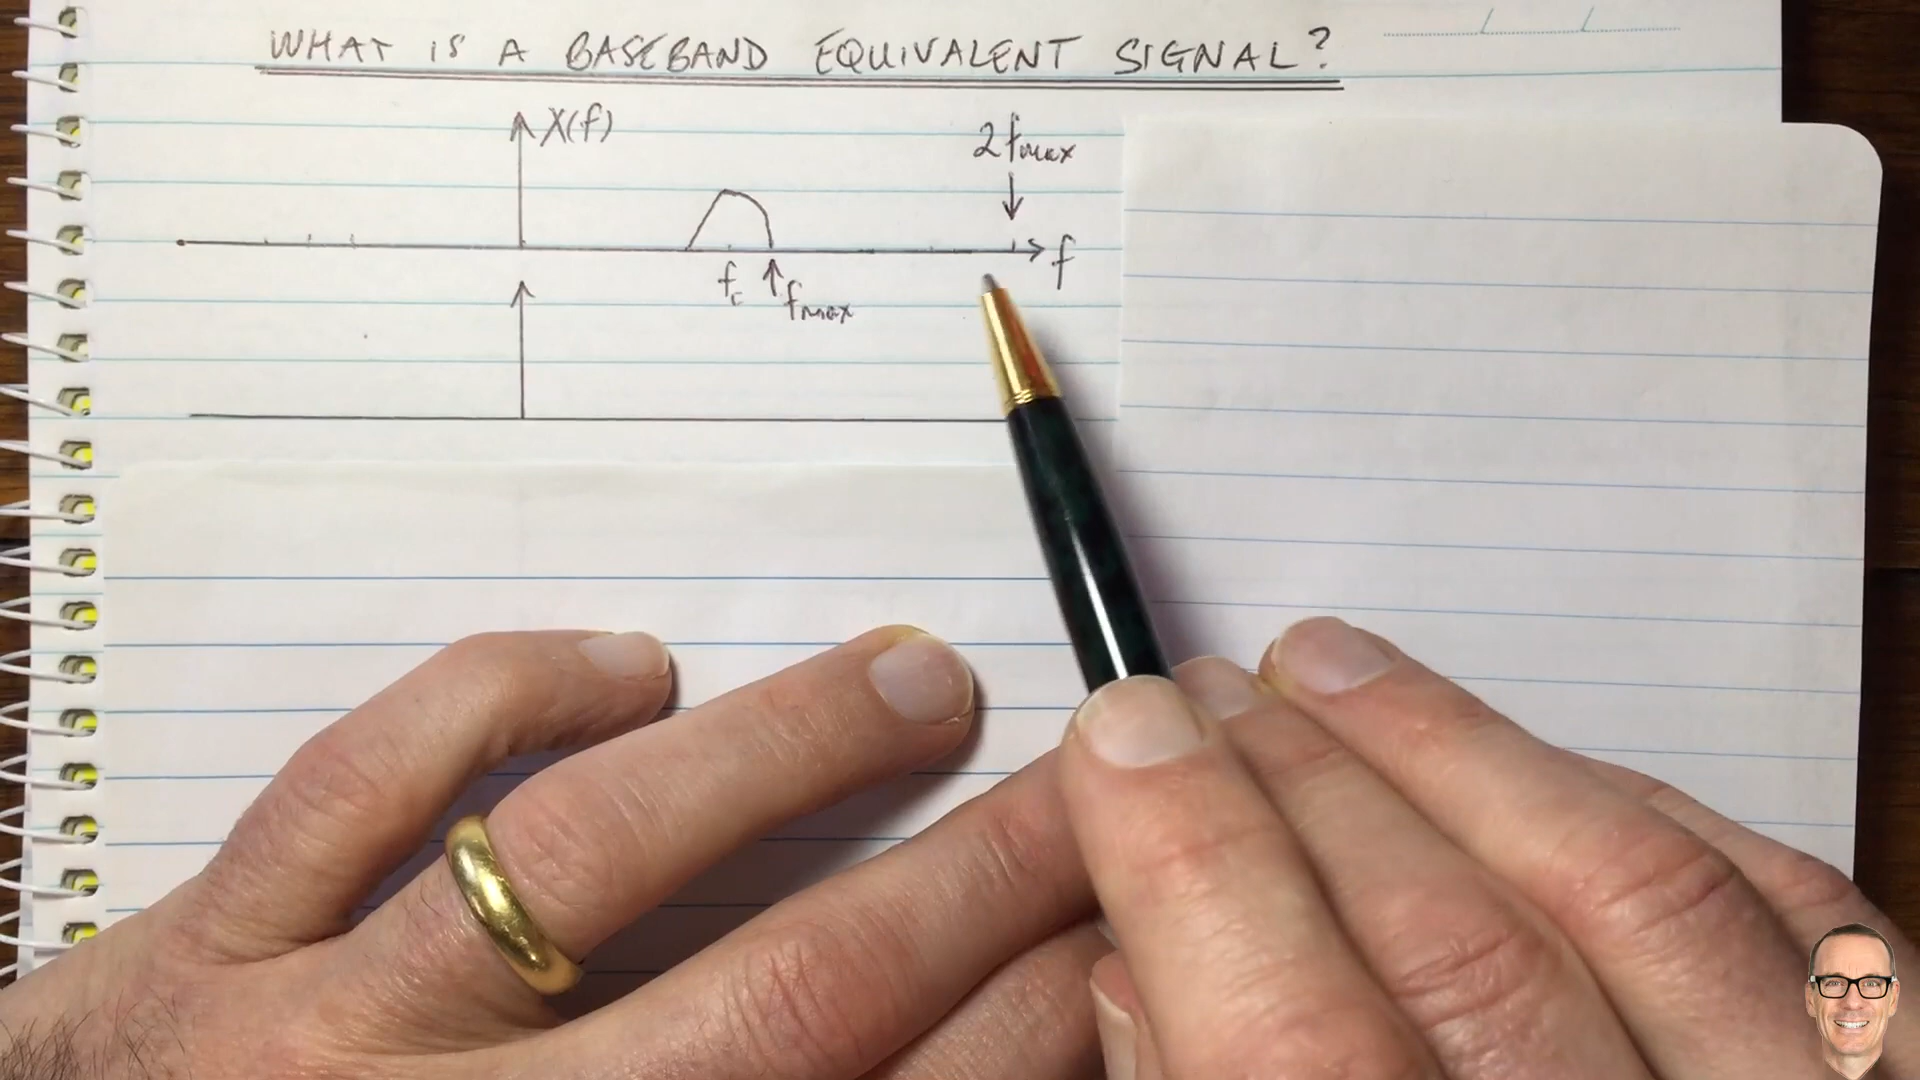 WHAT IS A BASEBAND EQUIVALENT SIGNAL?
X(f)
2fmax
f
fc
fmax